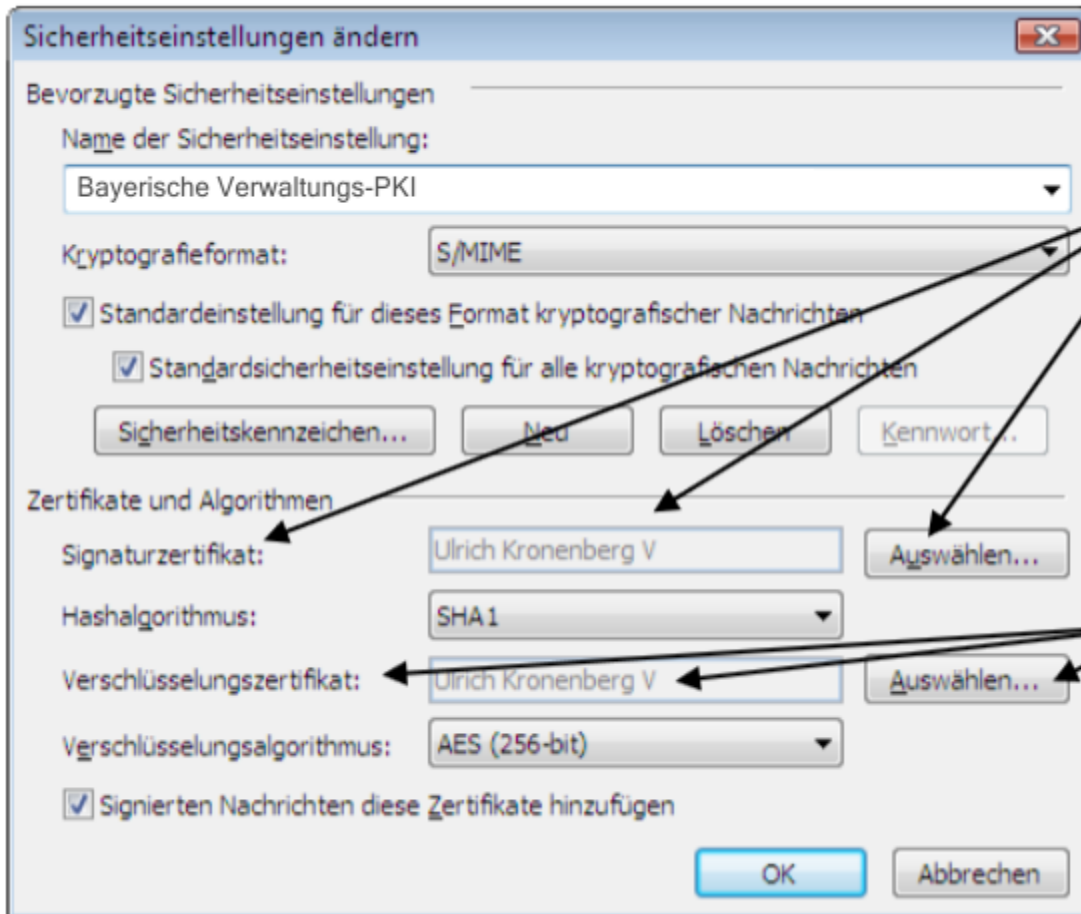 Sicherheitseinstellungen ändern
Bevorzugte Sicherheitseinstellungen
Name der Sicherheitseinstellung:
Bayerische Verwaltungs-PKI
Kryptografieformat: S/MIME
Standardeinstellung für dieses Format kryptografischer Nachrichten
Standardsicherheitseinstellung für alle kryptografischen Nachrichten
Sicherheitskennzeichen... Neu Löschen Kennwort...
Zertifikate und Algorithmen
Signaturzertifikat: Ulrich Kronenberg V Auswählen...
Hashalgorithmus: SHA1
Verschlüsselungszertifikat: Ulrich Kronenberg V Auswählen...
Verschlüsselungsalgorithmus: AES (256-bit)
Signierten Nachrichten diese Zertifikate hinzufügen
OK Abbrechen